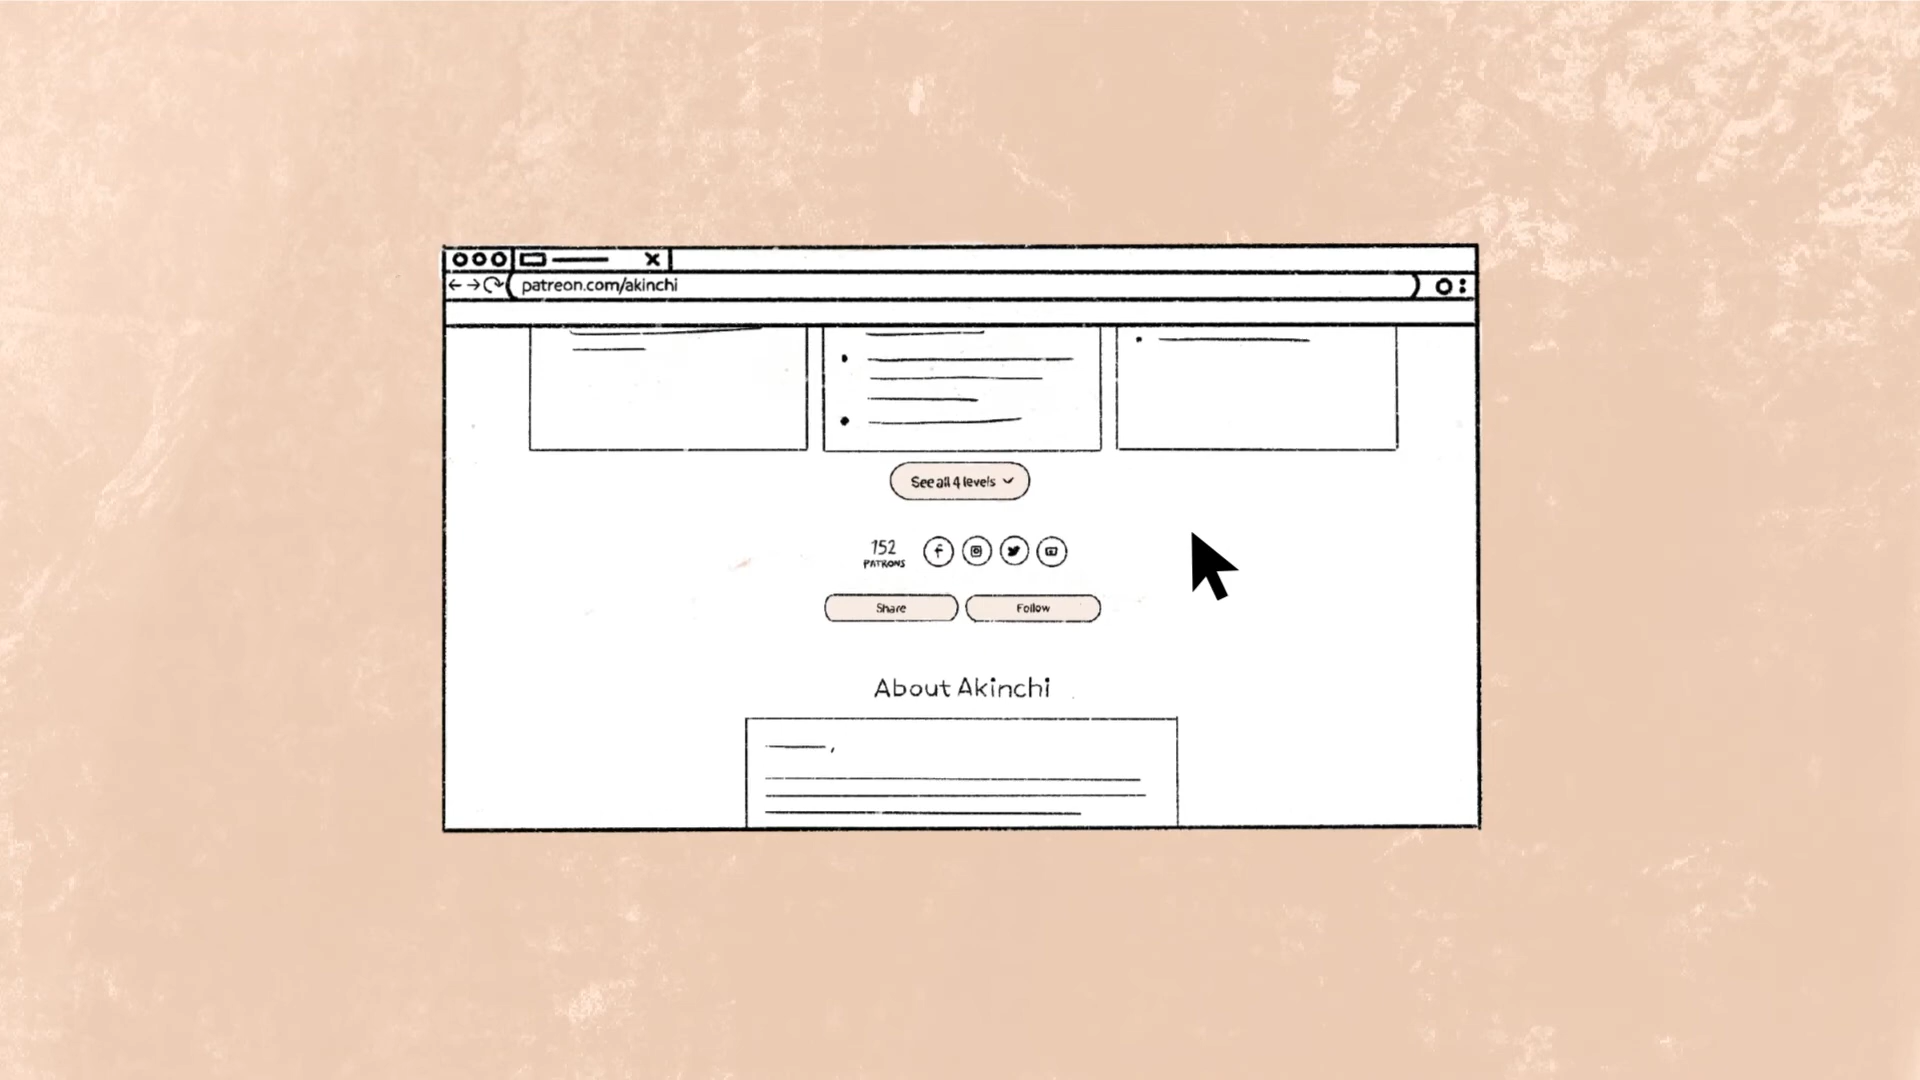 patreon.com/akinchi
See all 4 levels
152
PATRONS
Share
Follow
About Akinchi